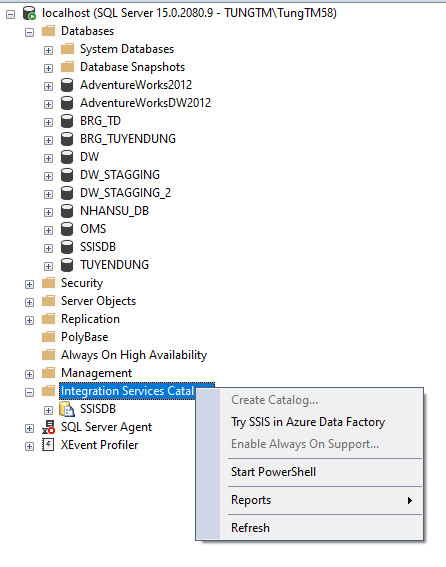 localhost (SQL Server 15.0.2080.9 - TUNGTM\TungTM58)
Databases
System Databases
Database Snapshots
AdventureWorks2012
AdventureWorksDW2012
BRG_TD
BRG_TUYENDUNG
DW
DW_STAGGING
DW_STAGGING_2
NHANSU_DB
OMS
SSISDB
TUYENDUNG
Security
Server Objects
Replication
PolyBase
Always On High Availability
Management
Integration Services Catal
SSISDB
SQL Server Agent
XEvent Profiler
Create Catalog...
Try SSIS in Azure Data Factory
Enable Always On Support...
Start PowerShell
Reports
Refresh